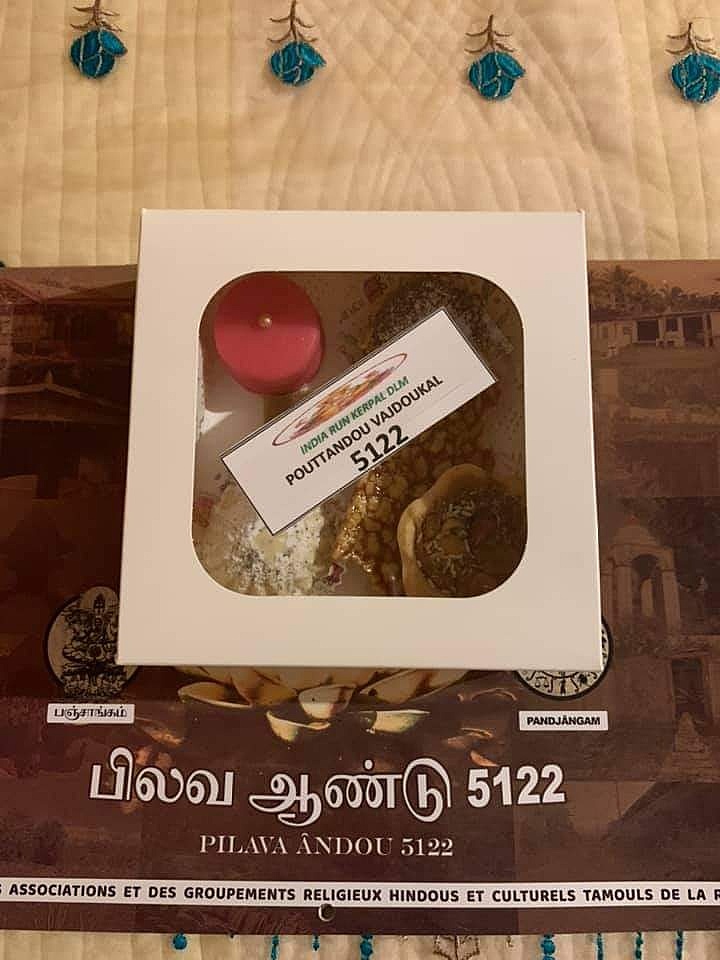 INDIA RUN KERPAL DLM
POUTTANDOU VAJDOUKAL
5122
பஞ்சாங்கம்
PANDJÂNGAM
பிலவ ஆண்டு 5122
PILAVA ÂNDOU 5122
ASSOCIATIONS ET DES GROUPEMENTS RELIGIEUX HINDOUS ET CULTURELS TAMOULS DE LA